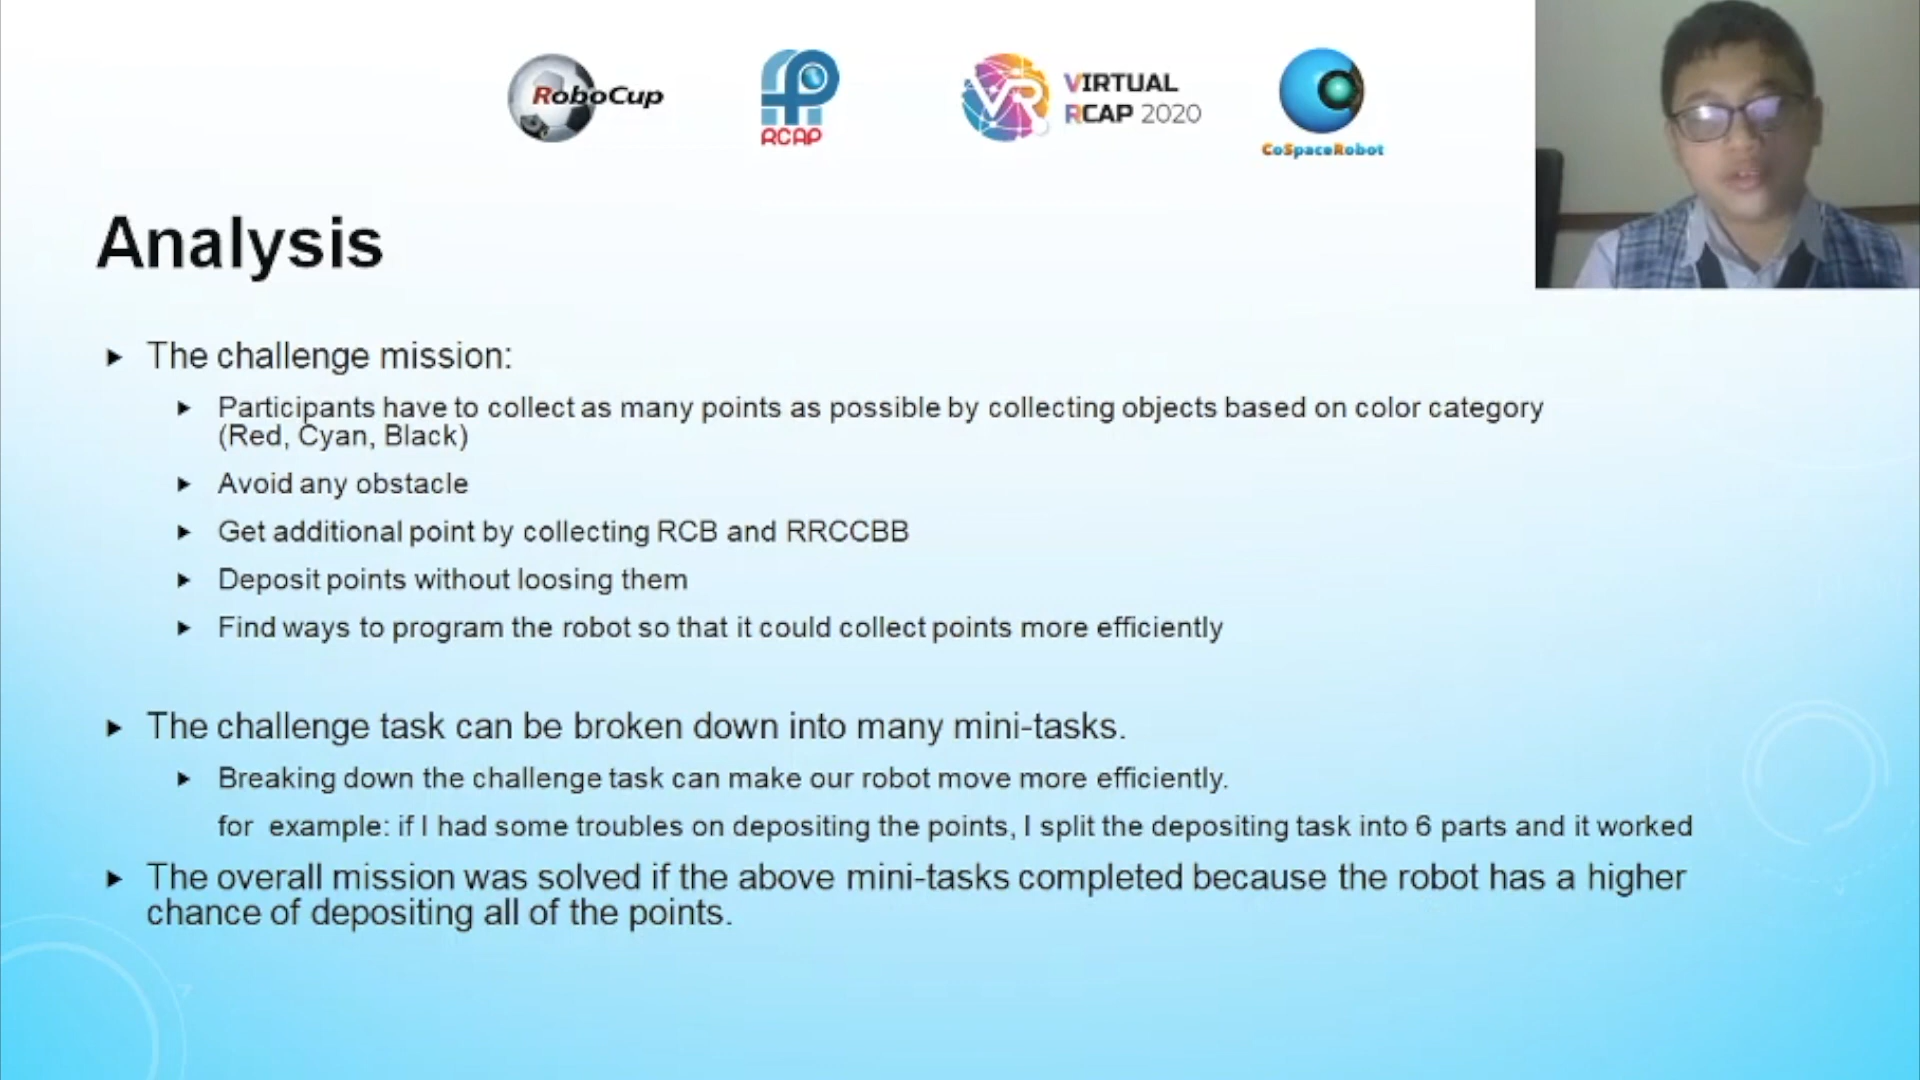 RoboCup
RCAP
VR
VIRTUAL
RCAP 2020
CoSpaceRobot
Analysis
The challenge mission:
Participants have to collect as many points as possible by collecting objects based on color category
(Red, Cyan, Black)
Avoid any obstacle
Get additional point by collecting RCB and RRCCBB
Deposit points without loosing them
Find ways to program the robot so that it could collect points more efficiently
The challenge task can be broken down into many mini-tasks.
Breaking down the challenge task can make our robot move more efficiently.
for example: if I had some troubles on depositing the points, I split the depositing task into 6 parts and it worked
The overall mission was solved if the above mini-tasks completed because the robot has a higher
chance of depositing all of the points.